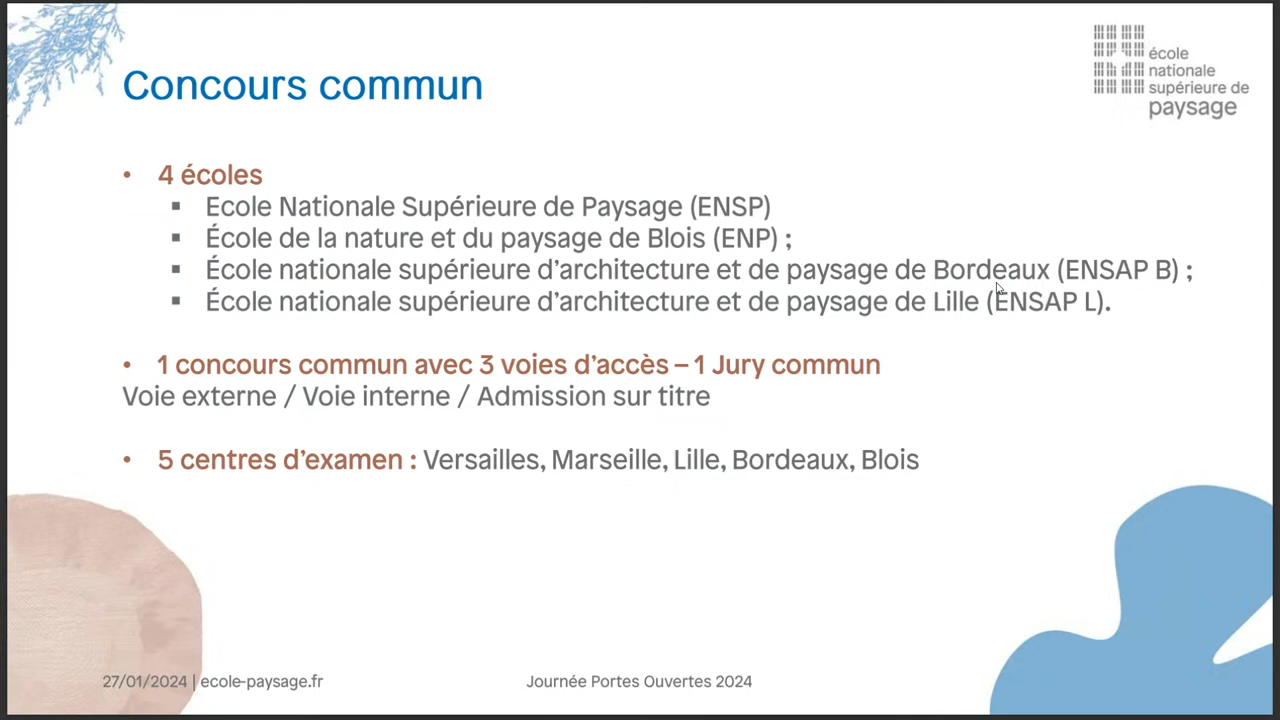 école
nationale
supérieure de
paysage
Concours commun
• 4 écoles
▪ Ecole Nationale Supérieure de Paysage (ENSP)
▪ École de la nature et du paysage de Blois (ENP) ;
▪ École nationale supérieure d’architecture et de paysage de Bordeaux (ENSAP B) ;
▪ École nationale supérieure d’architecture et de paysage de Lille (ENSAP L).
• 1 concours commun avec 3 voies d’accès – 1 Jury commun
Voie externe / Voie interne / Admission sur titre
• 5 centres d’examen : Versailles, Marseille, Lille, Bordeaux, Blois
27/01/2024 | ecole-paysage.fr
Journée Portes Ouvertes 2024